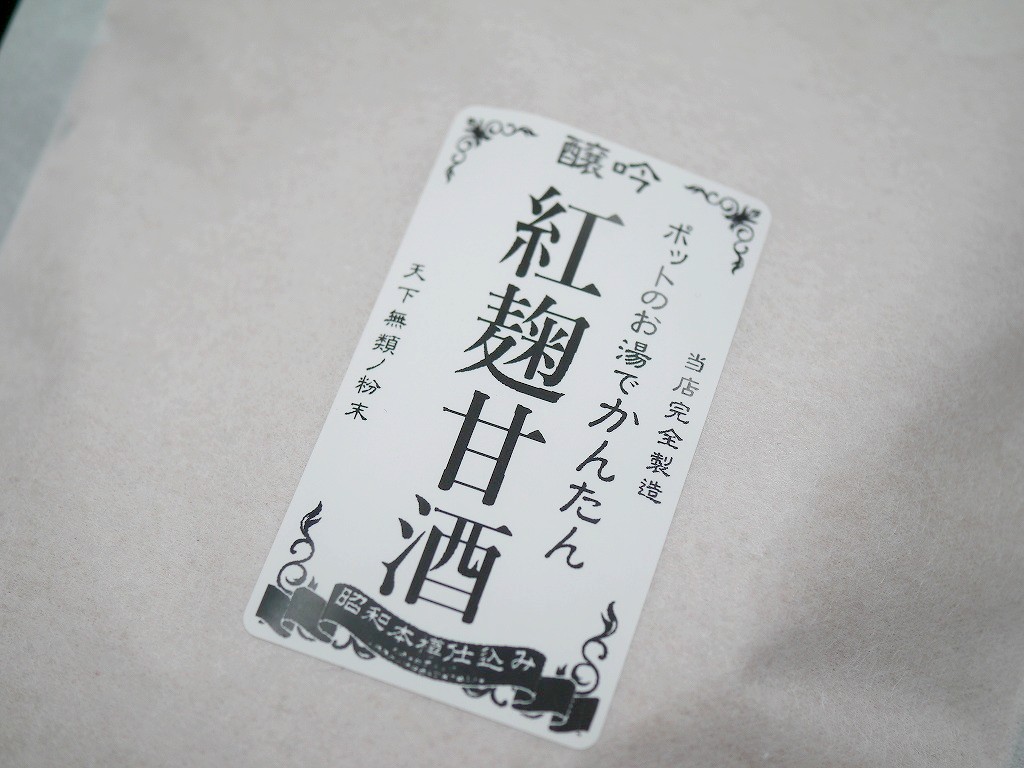 醸吟
当店完全製造
ポットのお湯でかんたん
紅麹甘酒
天下無類ノ粉末
昭和本樽仕込み